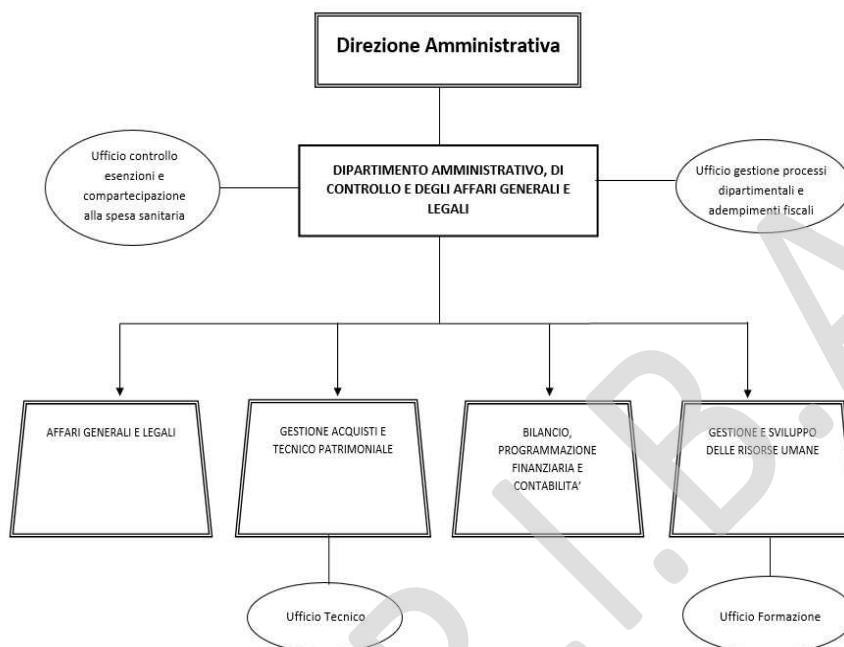 Direzione Amministrativa
Ufficio controllo
esenzioni e
compartecipazione
alla spesa sanitaria
DIPARTIMENTO AMMINISTRATIVO, DI
CONTROLLO E DEGLI AFFARI GENERALI E
LEGALI
Ufficio gestione processi
dipartimentali e
adempimenti fiscali
AFFARI GENERALI E LEGALI
GESTIONE ACQUISTI E
TECNICO PATRIMONIALE
BILANCIO,
PROGRAMMAZIONE
FINANZIARIA E
CONTABILITA’
GESTIONE E SVILUPPO
DELLE RISORSE UMANE
Ufficio Tecnico
Ufficio Formazione